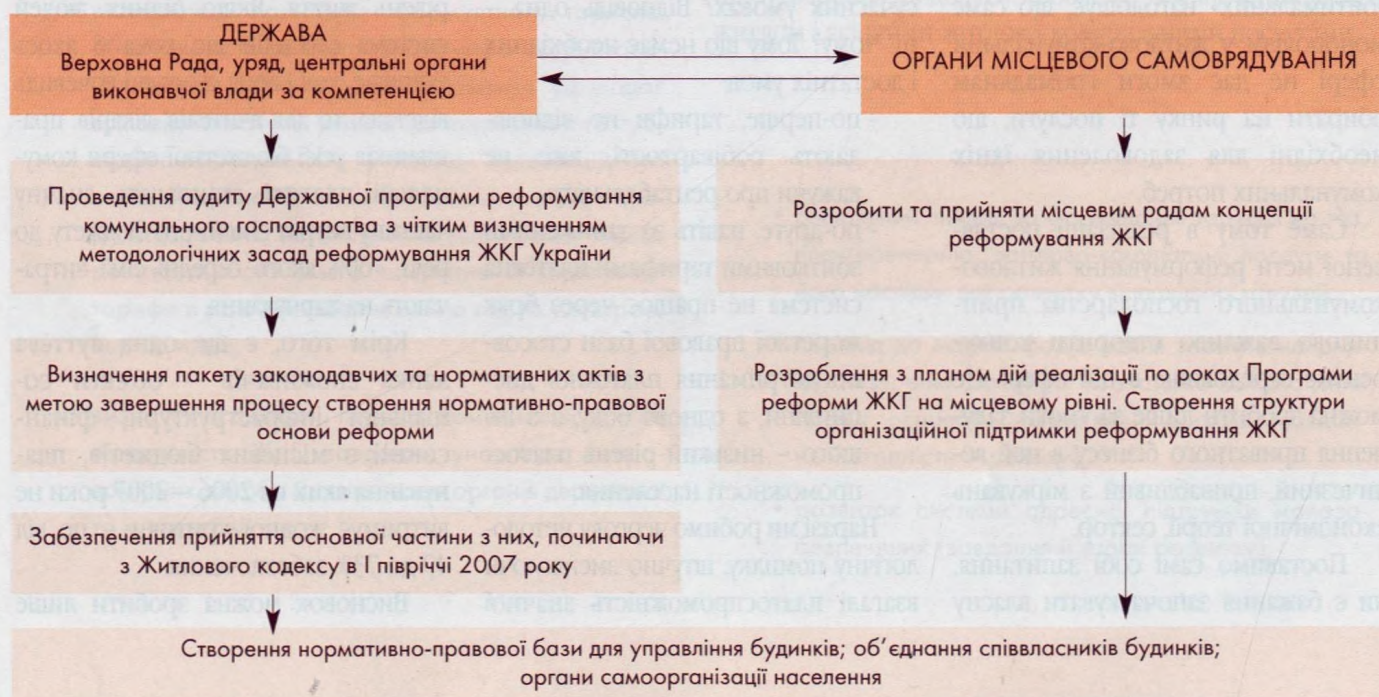 ДЕРЖАВА
Верховна Рада, уряд, центральні органи
виконавчої влади за компетенцією
ОРГАНИ МІСЦЕВОГО САМОВРЯДУВАННЯ
Проведення аудиту Державної програми реформування
комунального господарства з чітким визначенням
методологічних засад реформування ЖКГ України
Розробити та прийняти місцевим радам концепції
реформування ЖКГ
Визначення пакету законодавчих та нормативних актів з
метою завершення процесу створення нормативно-правової
основи реформи
Розроблення з планом дій реалізації по роках Програми
реформи ЖКГ на місцевому рівні. Створення структури
організаційної підтримки реформування ЖКГ
Забезпечення прийняття основної частини з них, починаючи
з Житлового кодексу в І півріччі 2007 року
Створення нормативно-правової бази для управління будинків; об’єднання співвласників будинків;
органи самоорганізації населення